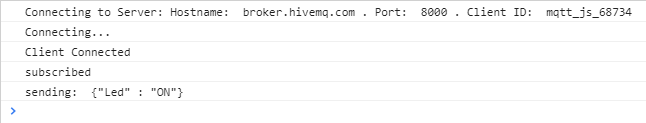 Connecting to Server: Hostname:  broker.hivemq.com . Port:  8000 . Client ID:  mqtt_js_68734
Connecting...
Client Connected
subscribed
sending:  {"Led" : "ON"}
>